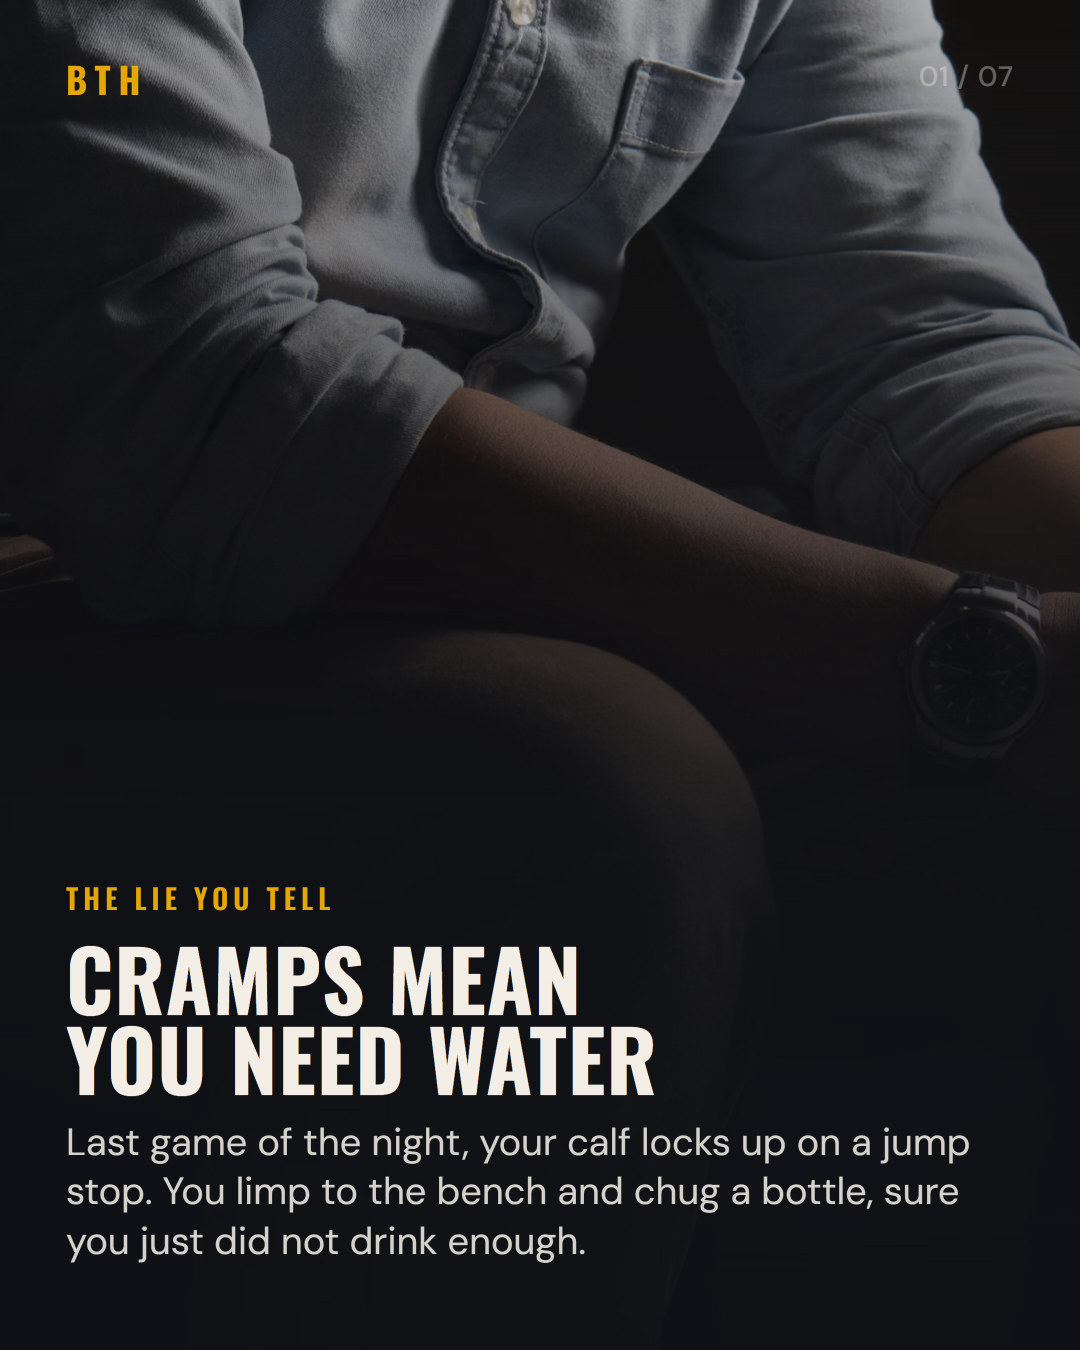 BTH
01 / 07
THE LIE YOU TELL
CRAMPS MEAN
YOU NEED WATER
Last game of the night, your calf locks up on a jump
stop. You limp to the bench and chug a bottle, sure
you just did not drink enough.